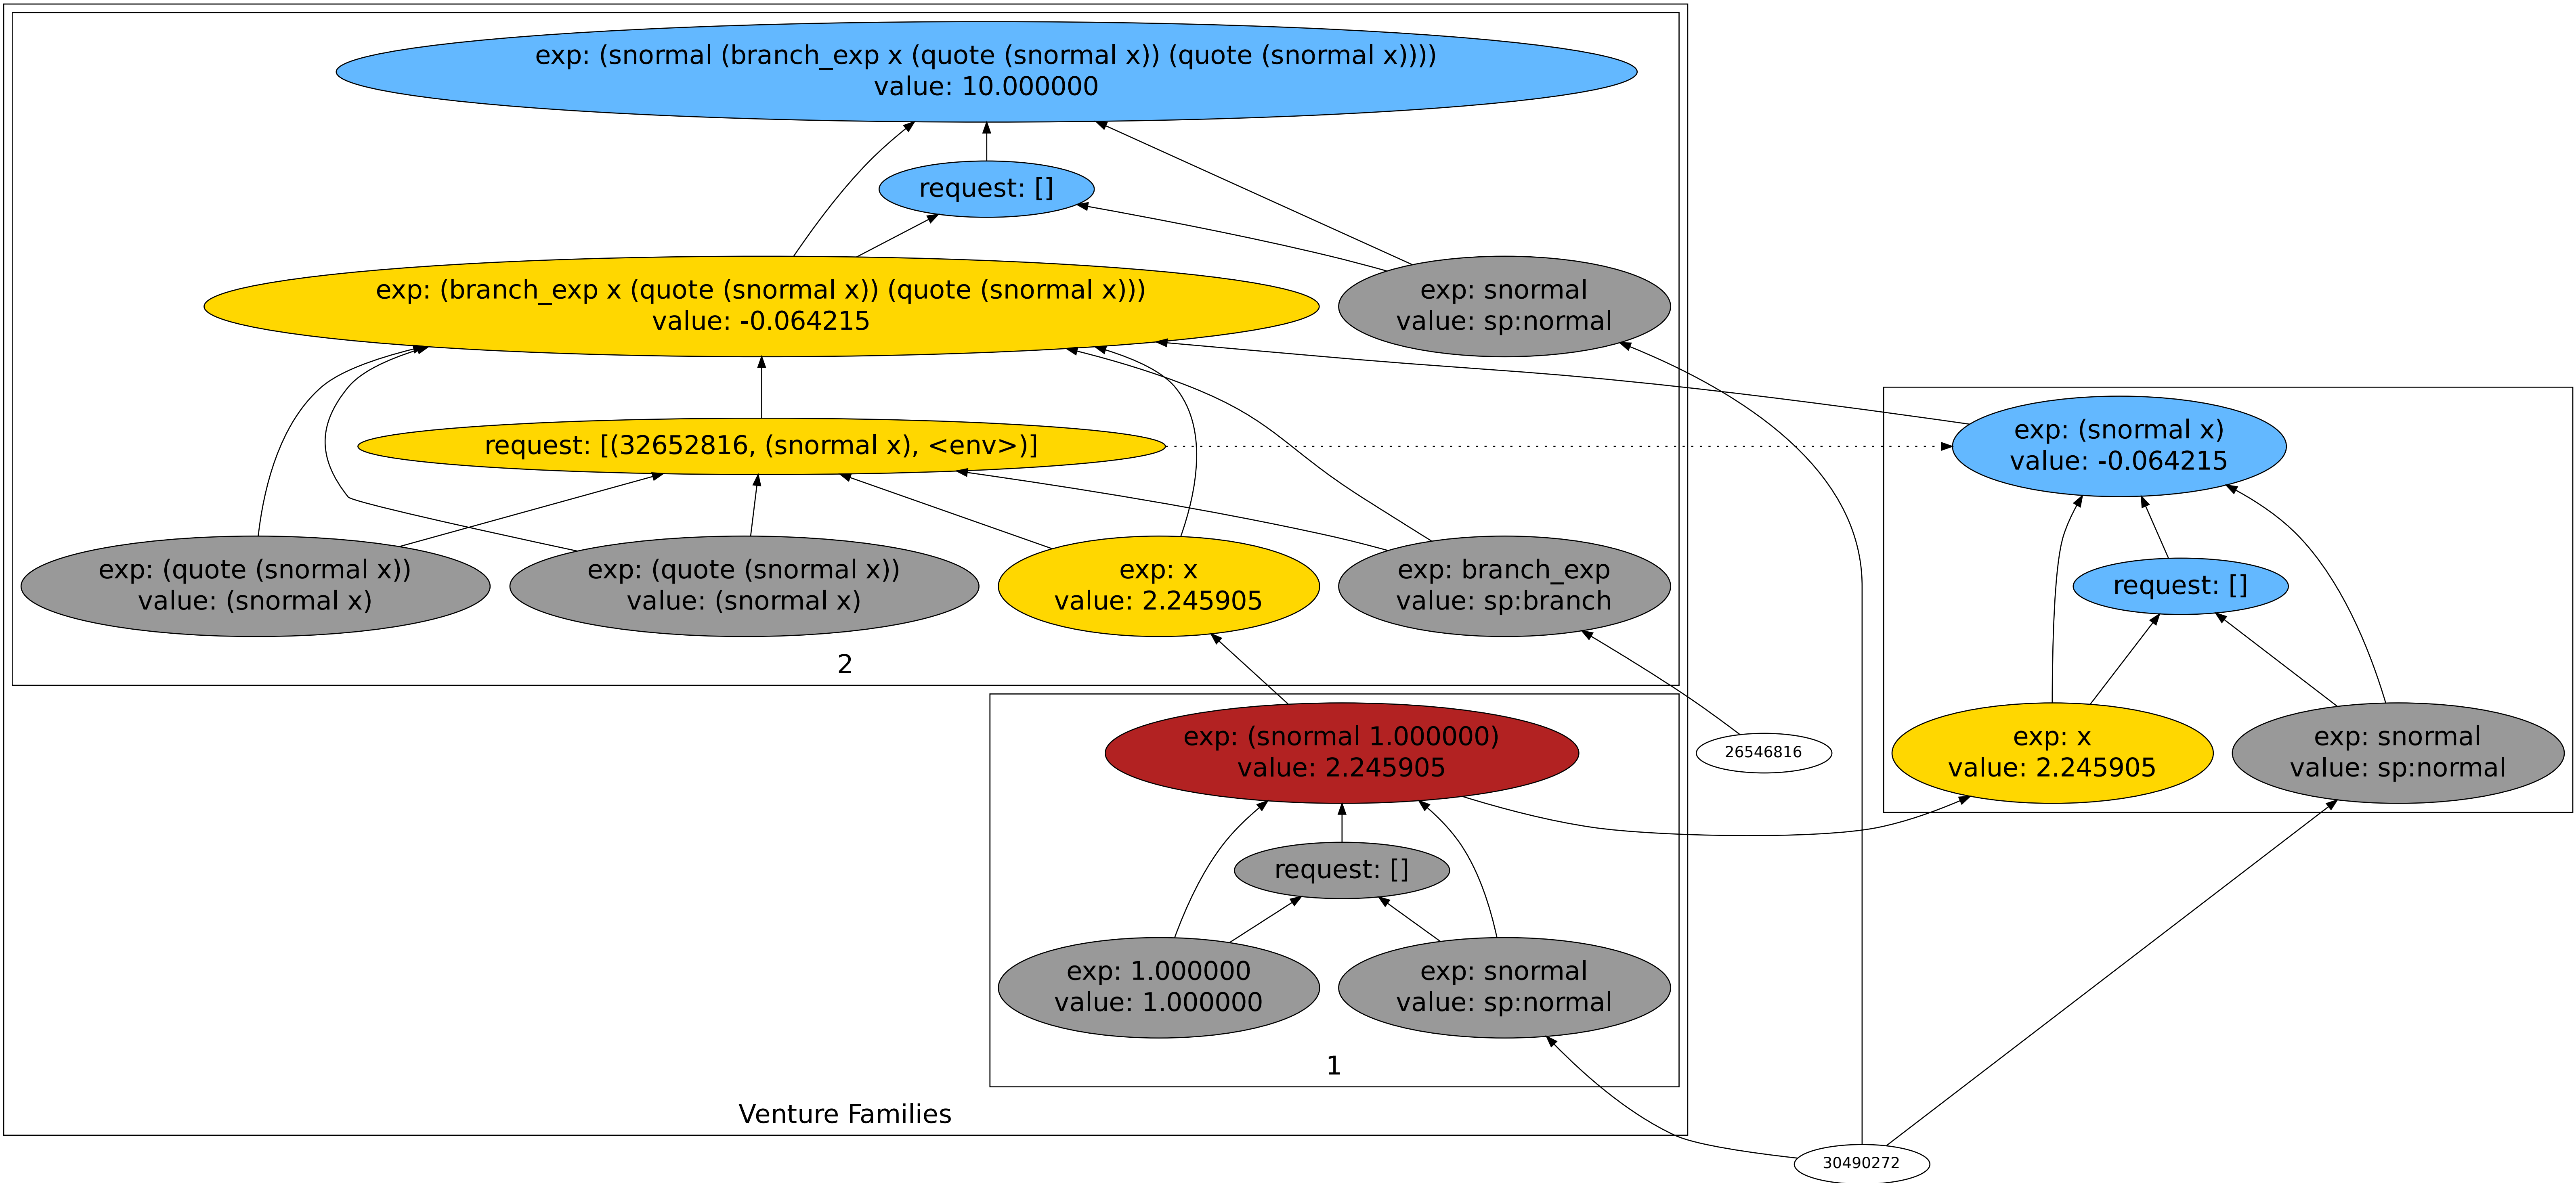 exp: (snormal (branch_exp x (quote (snormal x)) (quote (snormal x))))
value: 10.000000
request: []
exp: (branch_exp x (quote (snormal x)) (quote (snormal x)))
value: -0.064215
exp: snormal
value: sp:normal
request: [(32652816, (snormal x), <env>)]
exp: (snormal x)
value: -0.064215
exp: (quote (snormal x))
value: (snormal x)
exp: (quote (snormal x))
value: (snormal x)
exp: x
value: 2.245905
exp: branch_exp
value: sp:branch
request: []
2
exp: (snormal 1.000000)
value: 2.245905
26546816
exp: x
value: 2.245905
exp: snormal
value: sp:normal
request: []
exp: 1.000000
value: 1.000000
exp: snormal
value: sp:normal
1
Venture Families
30490272